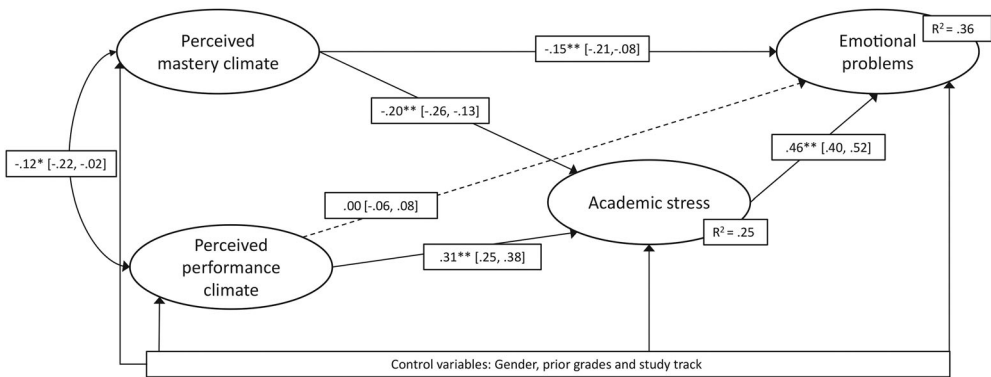 Perceived
mastery climate
-.15** [-.21,-.08]
Emotional
problems
R² = .36
-.20** [-.26, -.13]
-.12* [-.22, -.02]
.46** [.40, .52]
.00 [-.06, .08]
Academic stress
R² = .25
Perceived
performance
climate
.31** [.25, .38]
Control variables: Gender, prior grades and study track